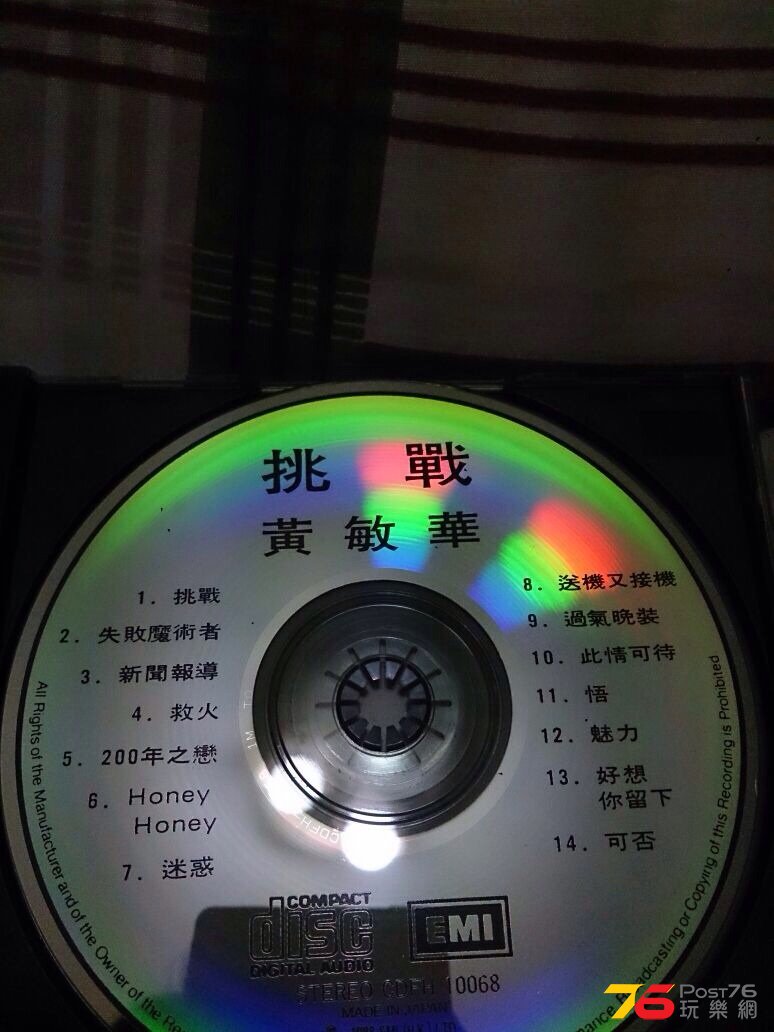 挑戰
黃敏華
1. 挑戰
2. 失敗魔術者
3. 新聞報導
4. 救火
5. 200年之戀
6. Honey
Honey
7. 迷惑
8. 送機又接機
9. 過氣晚裝
10. 此情可待
11. 悟
12. 魅力
13. 好想
你留下
14. 可否
COMPACT
disc
DIGITAL AUDIO
EMI
STEREO CDFH 10068
MADE IN JAPAN
All Rights of the Manufacturer and of the Owner of the
Broadcasting or Copying of this Recording is Prohibited
76 Post76
玩樂網